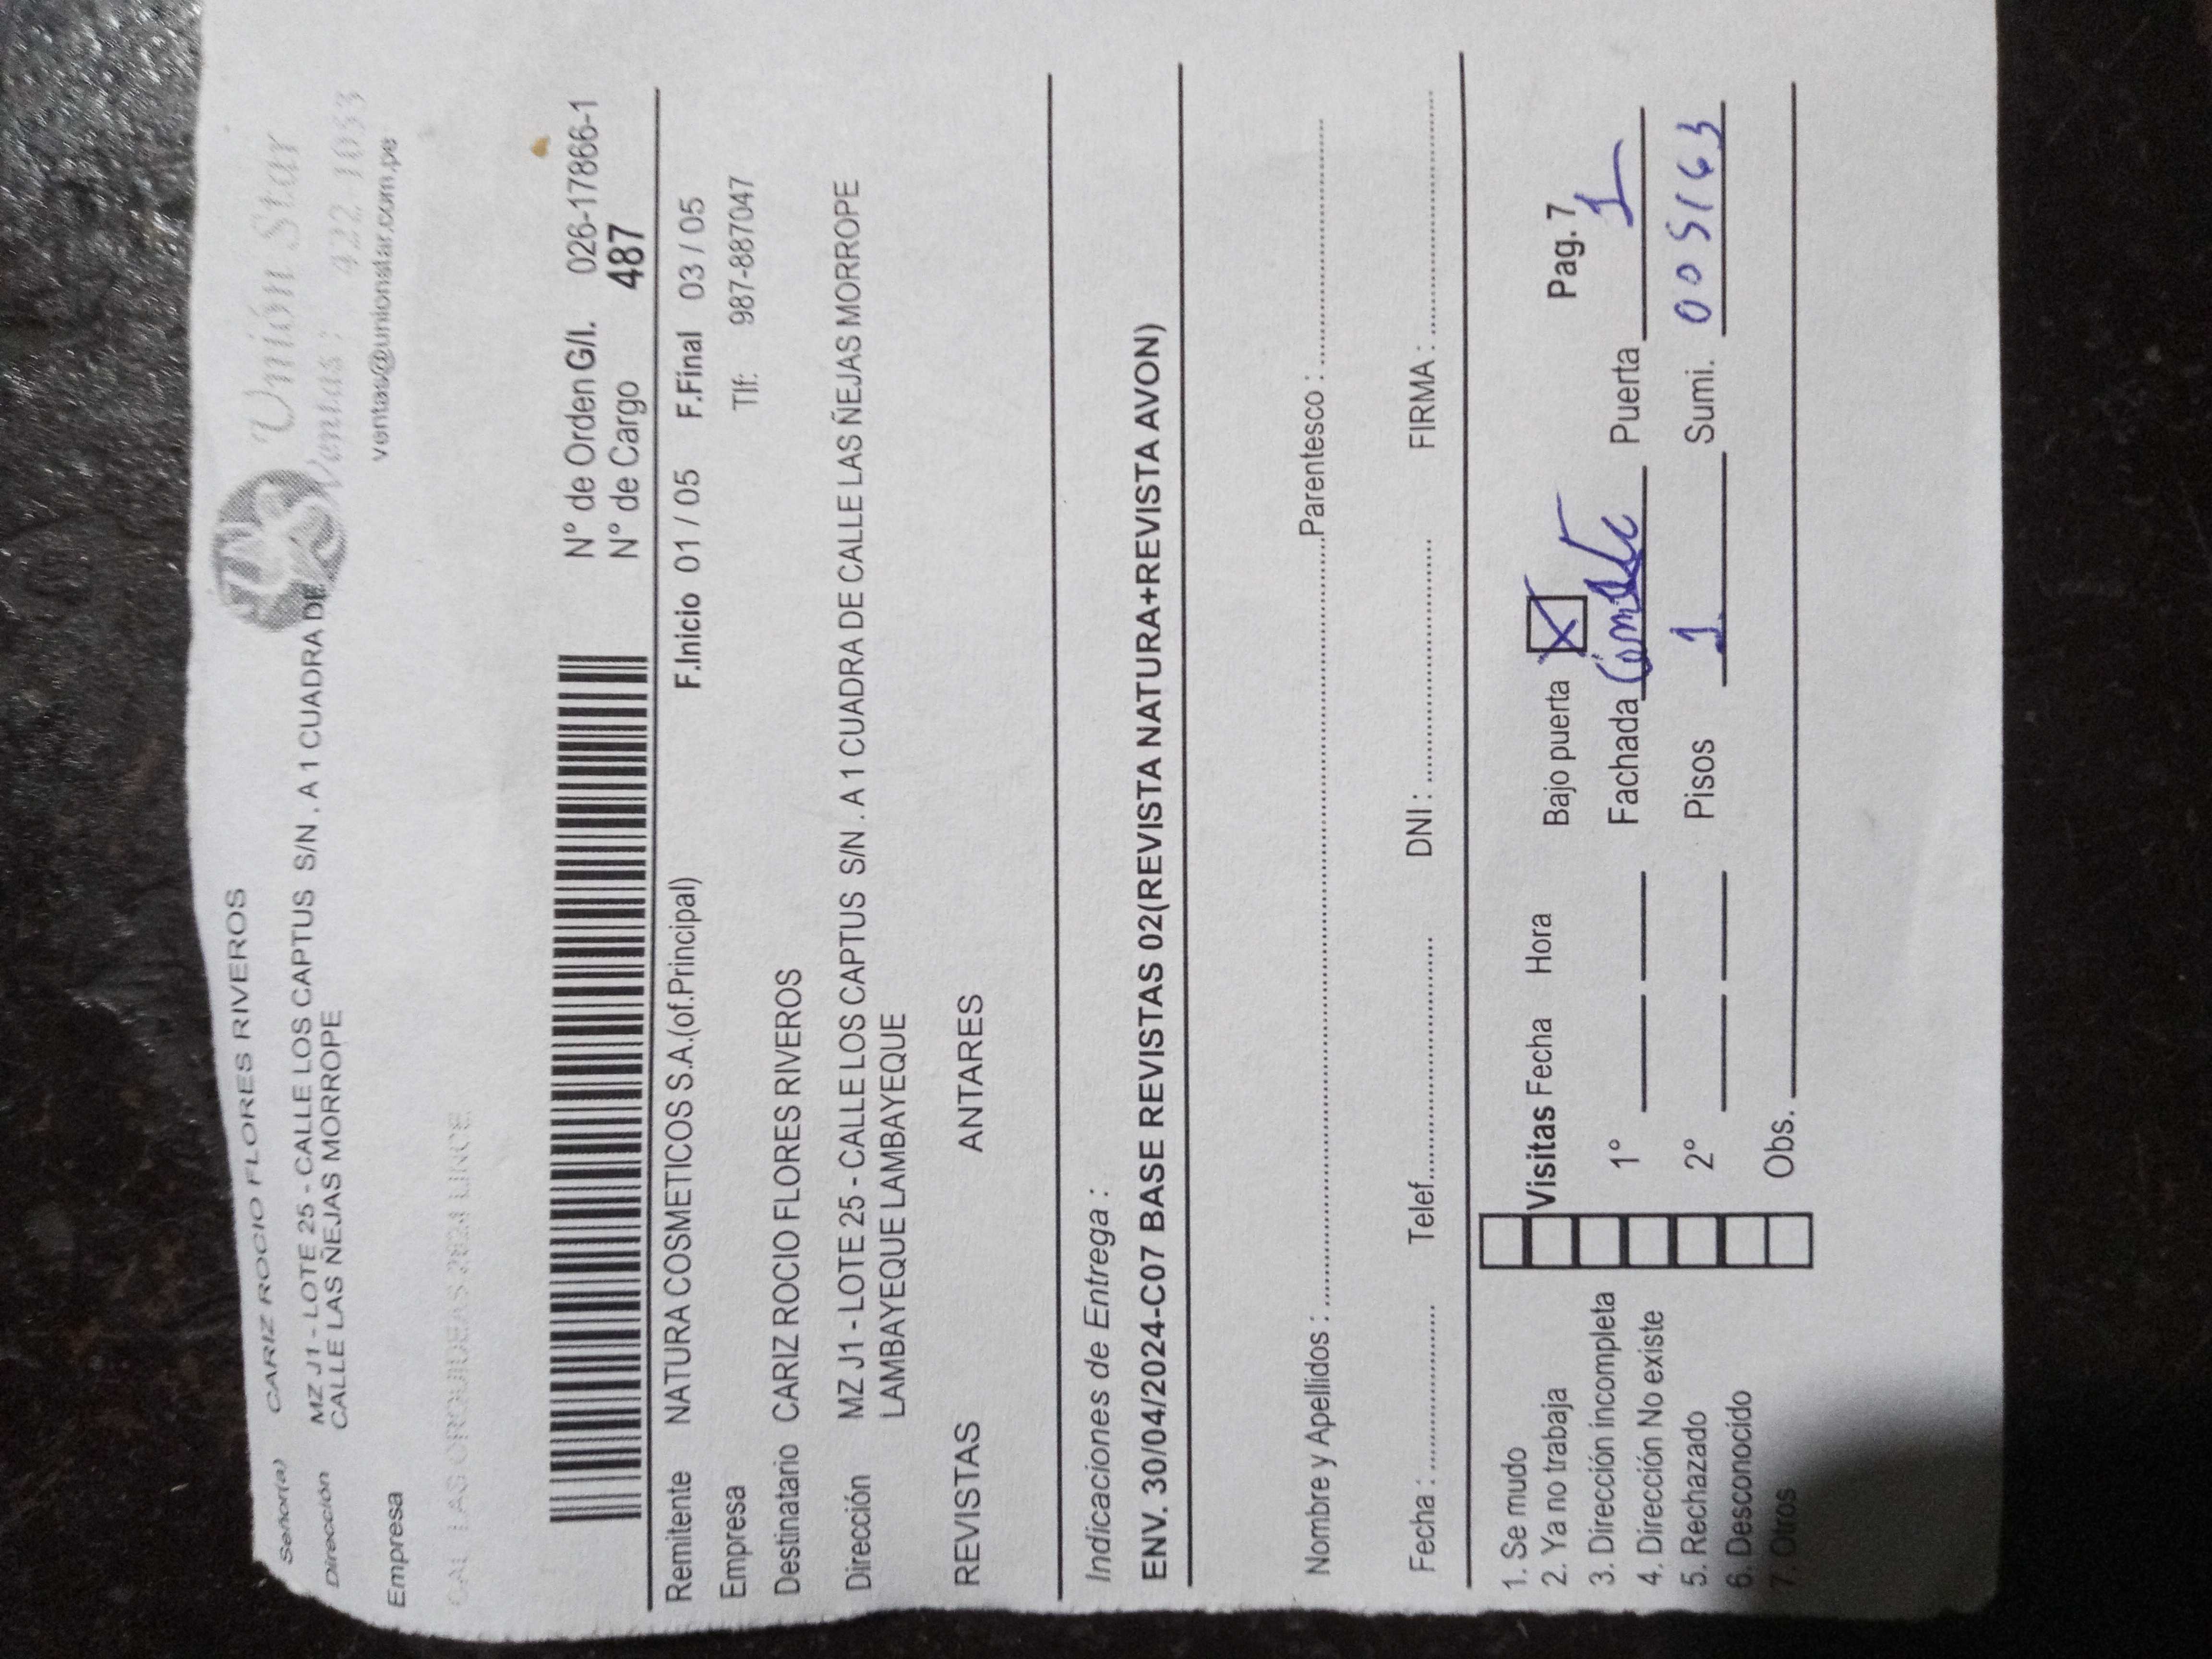 Señor(a) CARIZ ROCIO FLORES RIVEROS
Unión Star
Ventas: 422-1033
ventas@unionstar.com.pe
Dirección MZ J1 - LOTE 25 - CALLE LOS CAPTUS S/N . A 1 CUADRA DE
CALLE LAS ÑEJAS MORROPE
Empresa
CAL LAS ORQUIDEAS LINCE
N° de Orden G/I. 026-17866-1
N° de Cargo 487
Remitente NATURA COSMETICOS S.A.(of.Principal) F.Inicio 01 / 05 F.Final 03 / 05
Empresa Tlf: 987-887047
Destinatario CARIZ ROCIO FLORES RIVEROS
Dirección MZ J1 - LOTE 25 - CALLE LOS CAPTUS S/N . A 1 CUADRA DE CALLE LAS ÑEJAS MORROPE
LAMBAYEQUE LAMBAYEQUE
REVISTAS ANTARES
Indicaciones de Entrega :
ENV. 30/04/2024-C07 BASE REVISTAS 02(REVISTA NATURA+REVISTA AVON)
Nombre y Apellidos : Parentesco :
Fecha : Telef. DNI : FIRMA :
1. Se mudo
2. Ya no trabaja
3. Dirección incompleta
4. Dirección No existe
5. Rechazado
6. Desconocido
7. Otros
Visitas Fecha Hora Bajo puerta X Pag. 7
1° Fachada Puerta 1
2° Pisos 1 Sumi. 005163
Obs.